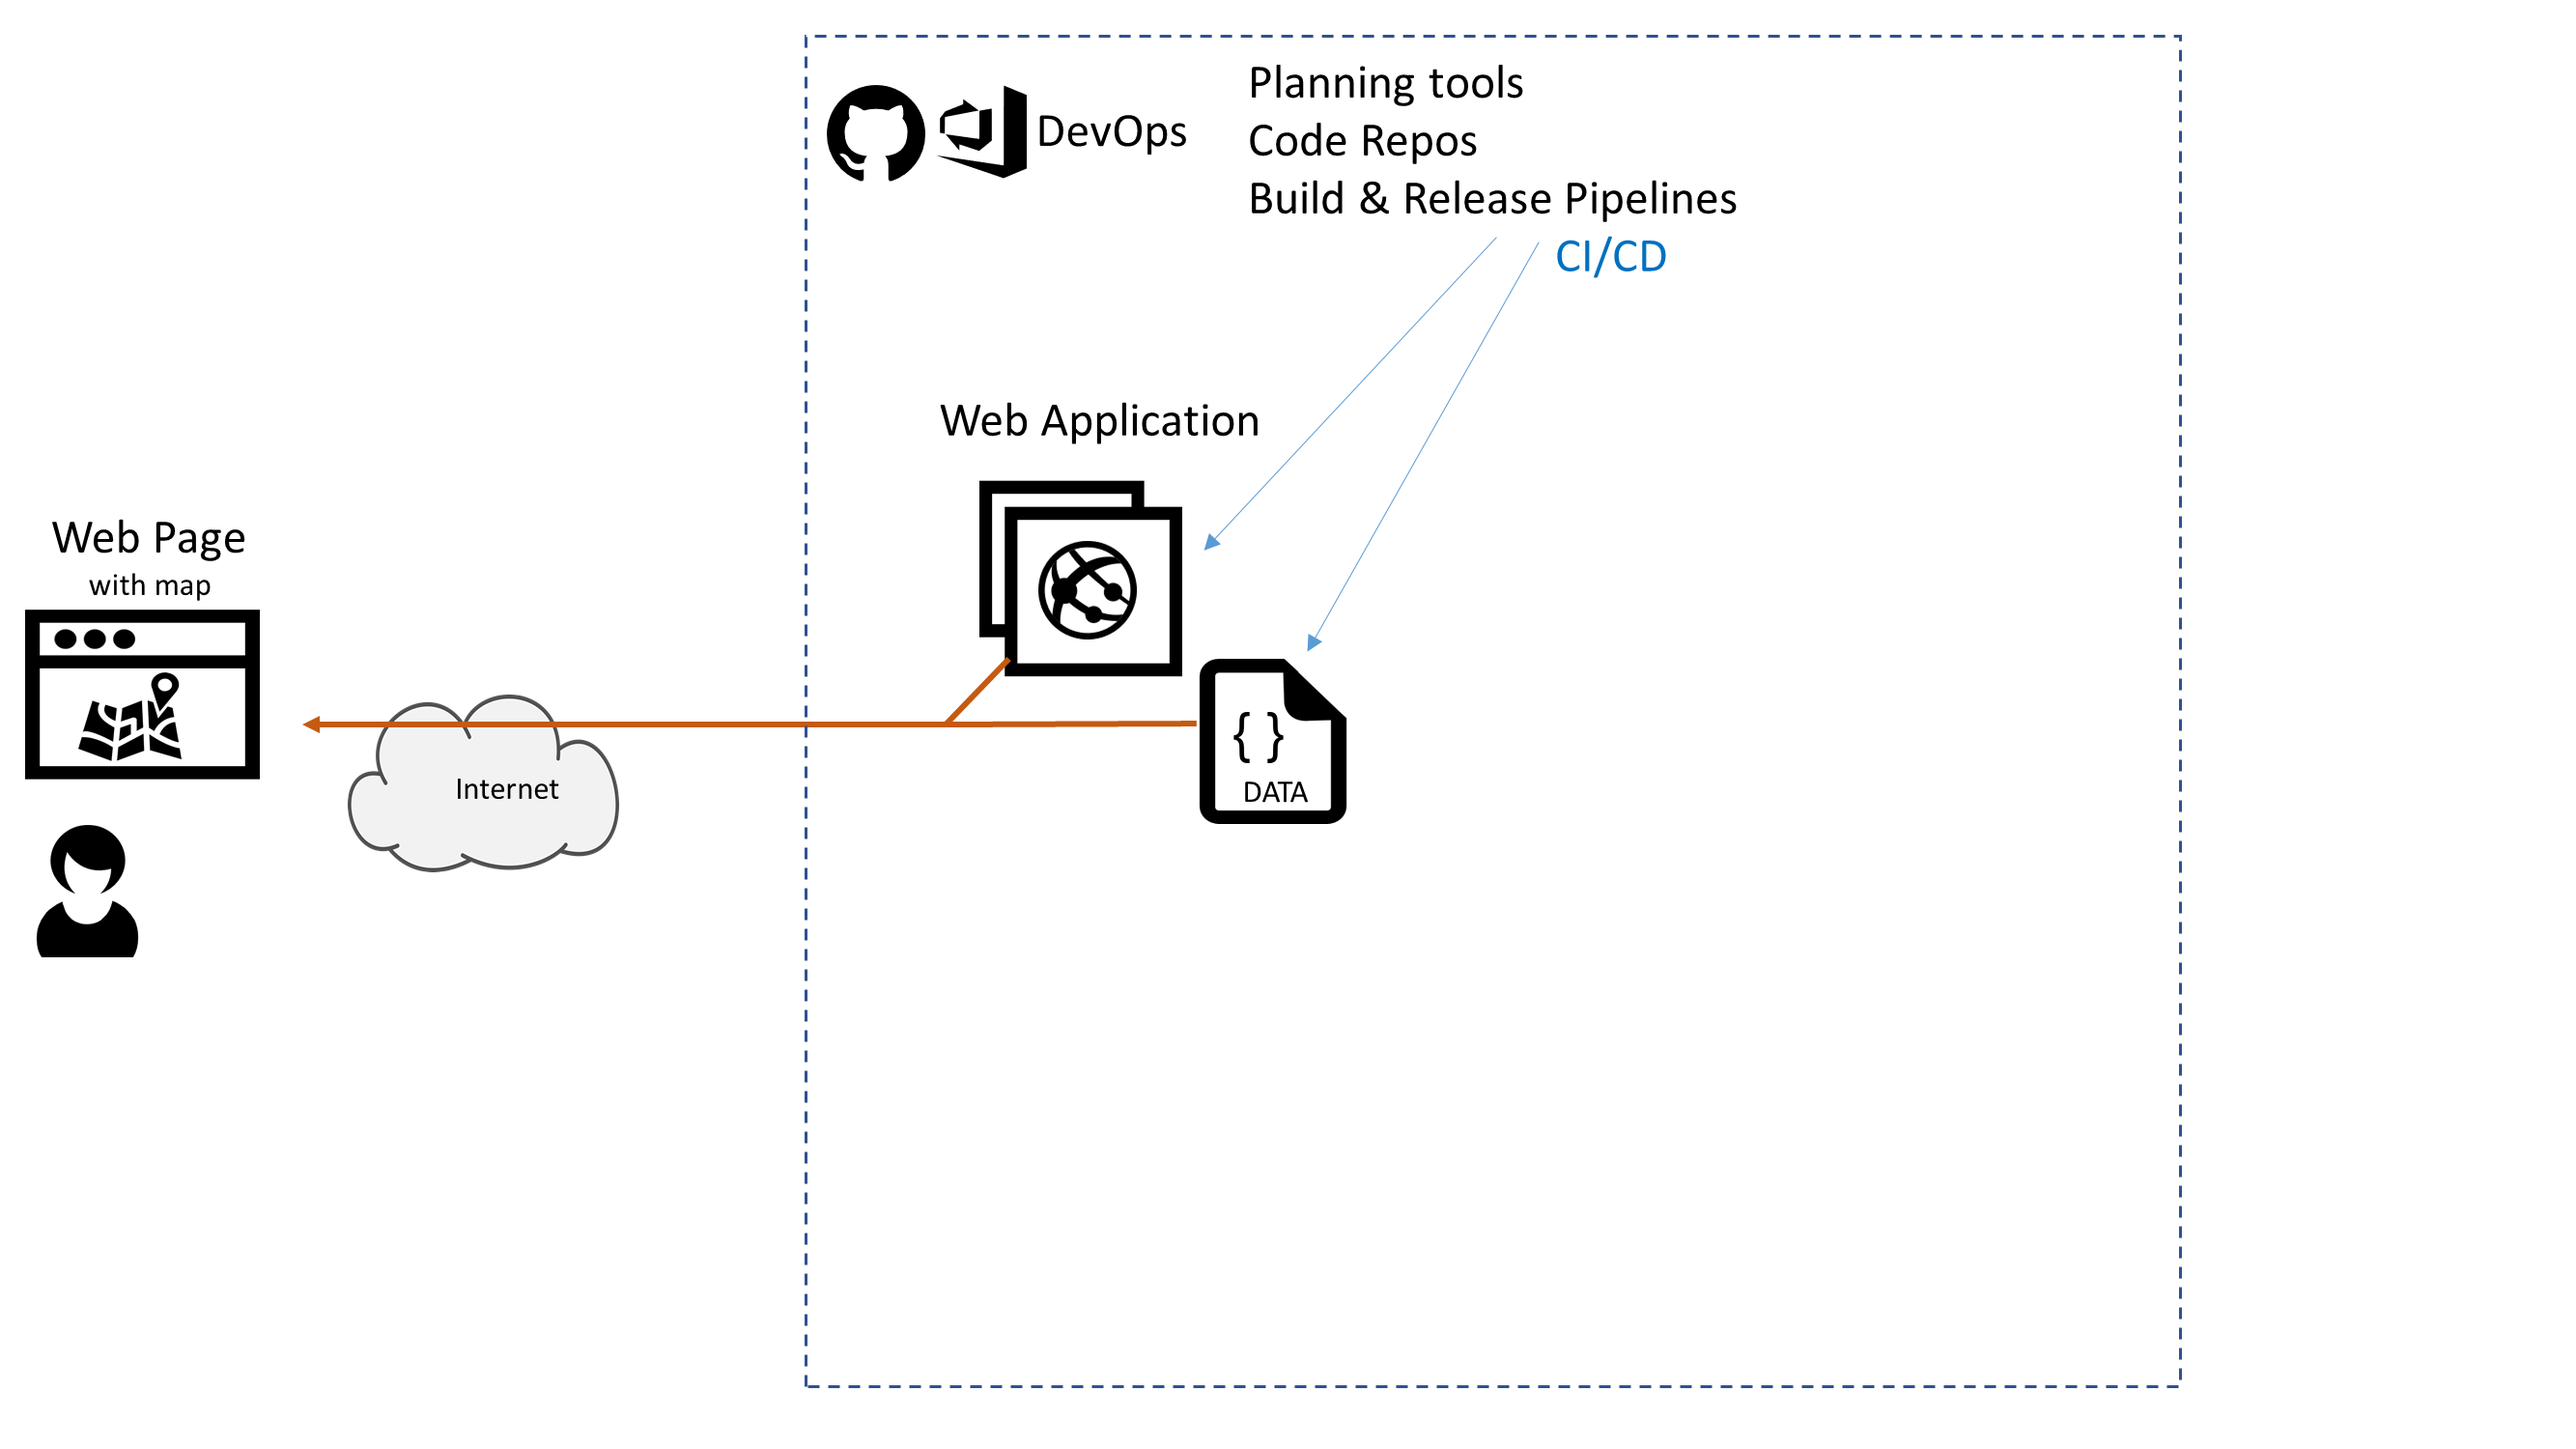 DevOps
Planning tools
Code Repos
Build & Release Pipelines
CI/CD
Web Application
Web Page
with map
Internet
{ }
DATA